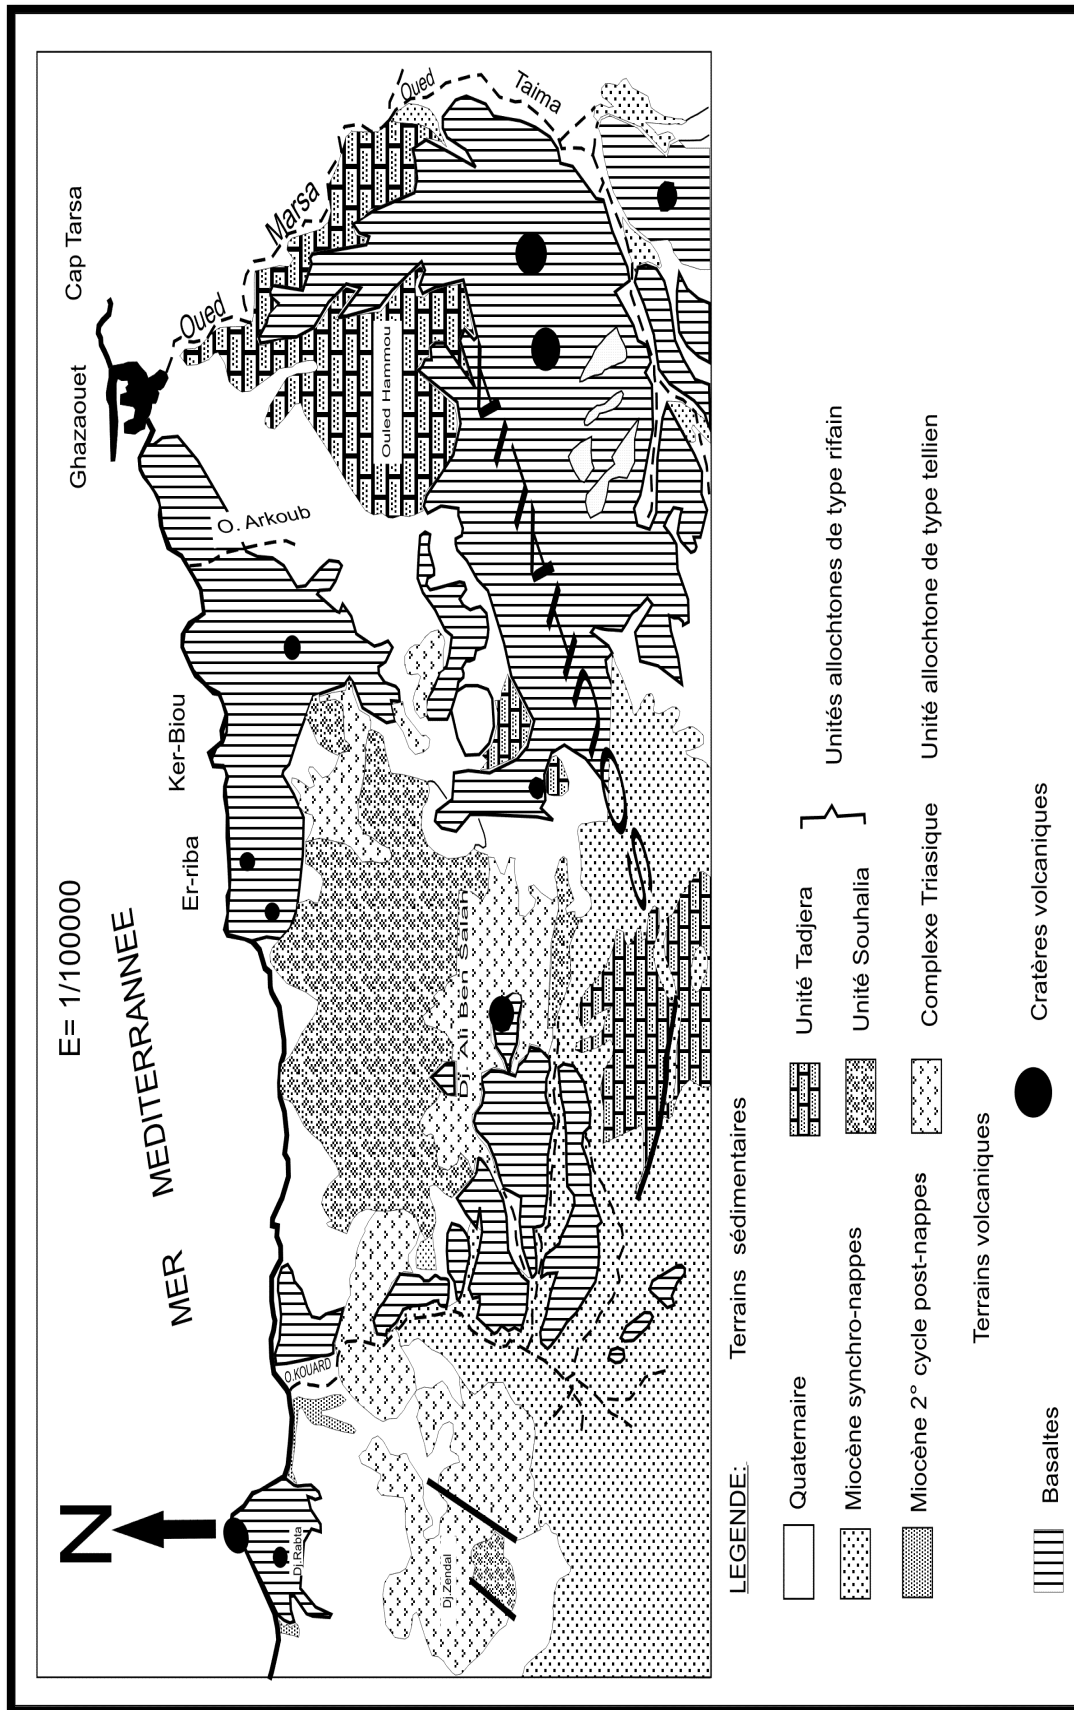 E= 1/100000
N
MER MEDITERRANNEE
Cap Tarsa
Ghazaouet
Ker-Biou
Er-riba
Oued Marsa
Oued Taima
O. Arkoub
Ouled Hammou
Dj. Ali Ben Salah
O.KOUARD
Dj.Rabta
Dj.Zendal
LEGENDE:
Terrains sédimentaires
Quaternaire
Miocène synchro-nappes
Miocène 2° cycle post-nappes
Unité Tadjera
Unité Souhalia
Unités allochtones de type rifain
Complexe Triasique
Unité allochtone de type tellien
Terrains volcaniques
Basaltes
Cratères volcaniques